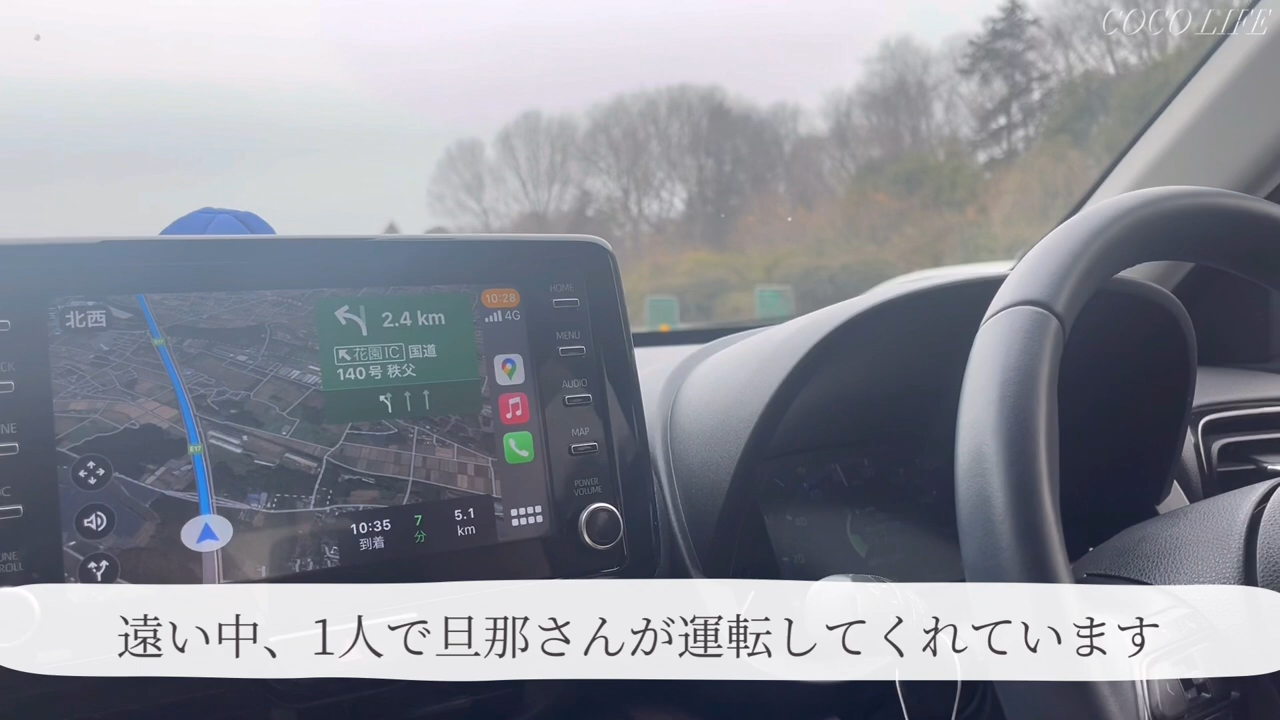 COCO LIFE
北西
2.4 km
花園IC 国道
140号 秩父
10:28
4G
HOME
MENU
AUDIO
MAP
POWER
VOLUME
E17
10:35
到着
7
分
5.1
km
遠い中、1人で旦那さんが運転してくれています